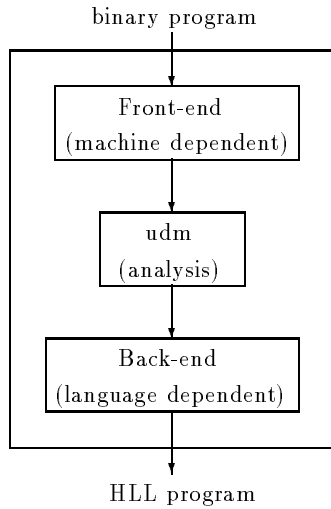 binary program
Front-end
(machine dependent)
udm
(analysis)
Back-end
(language dependent)
HLL program